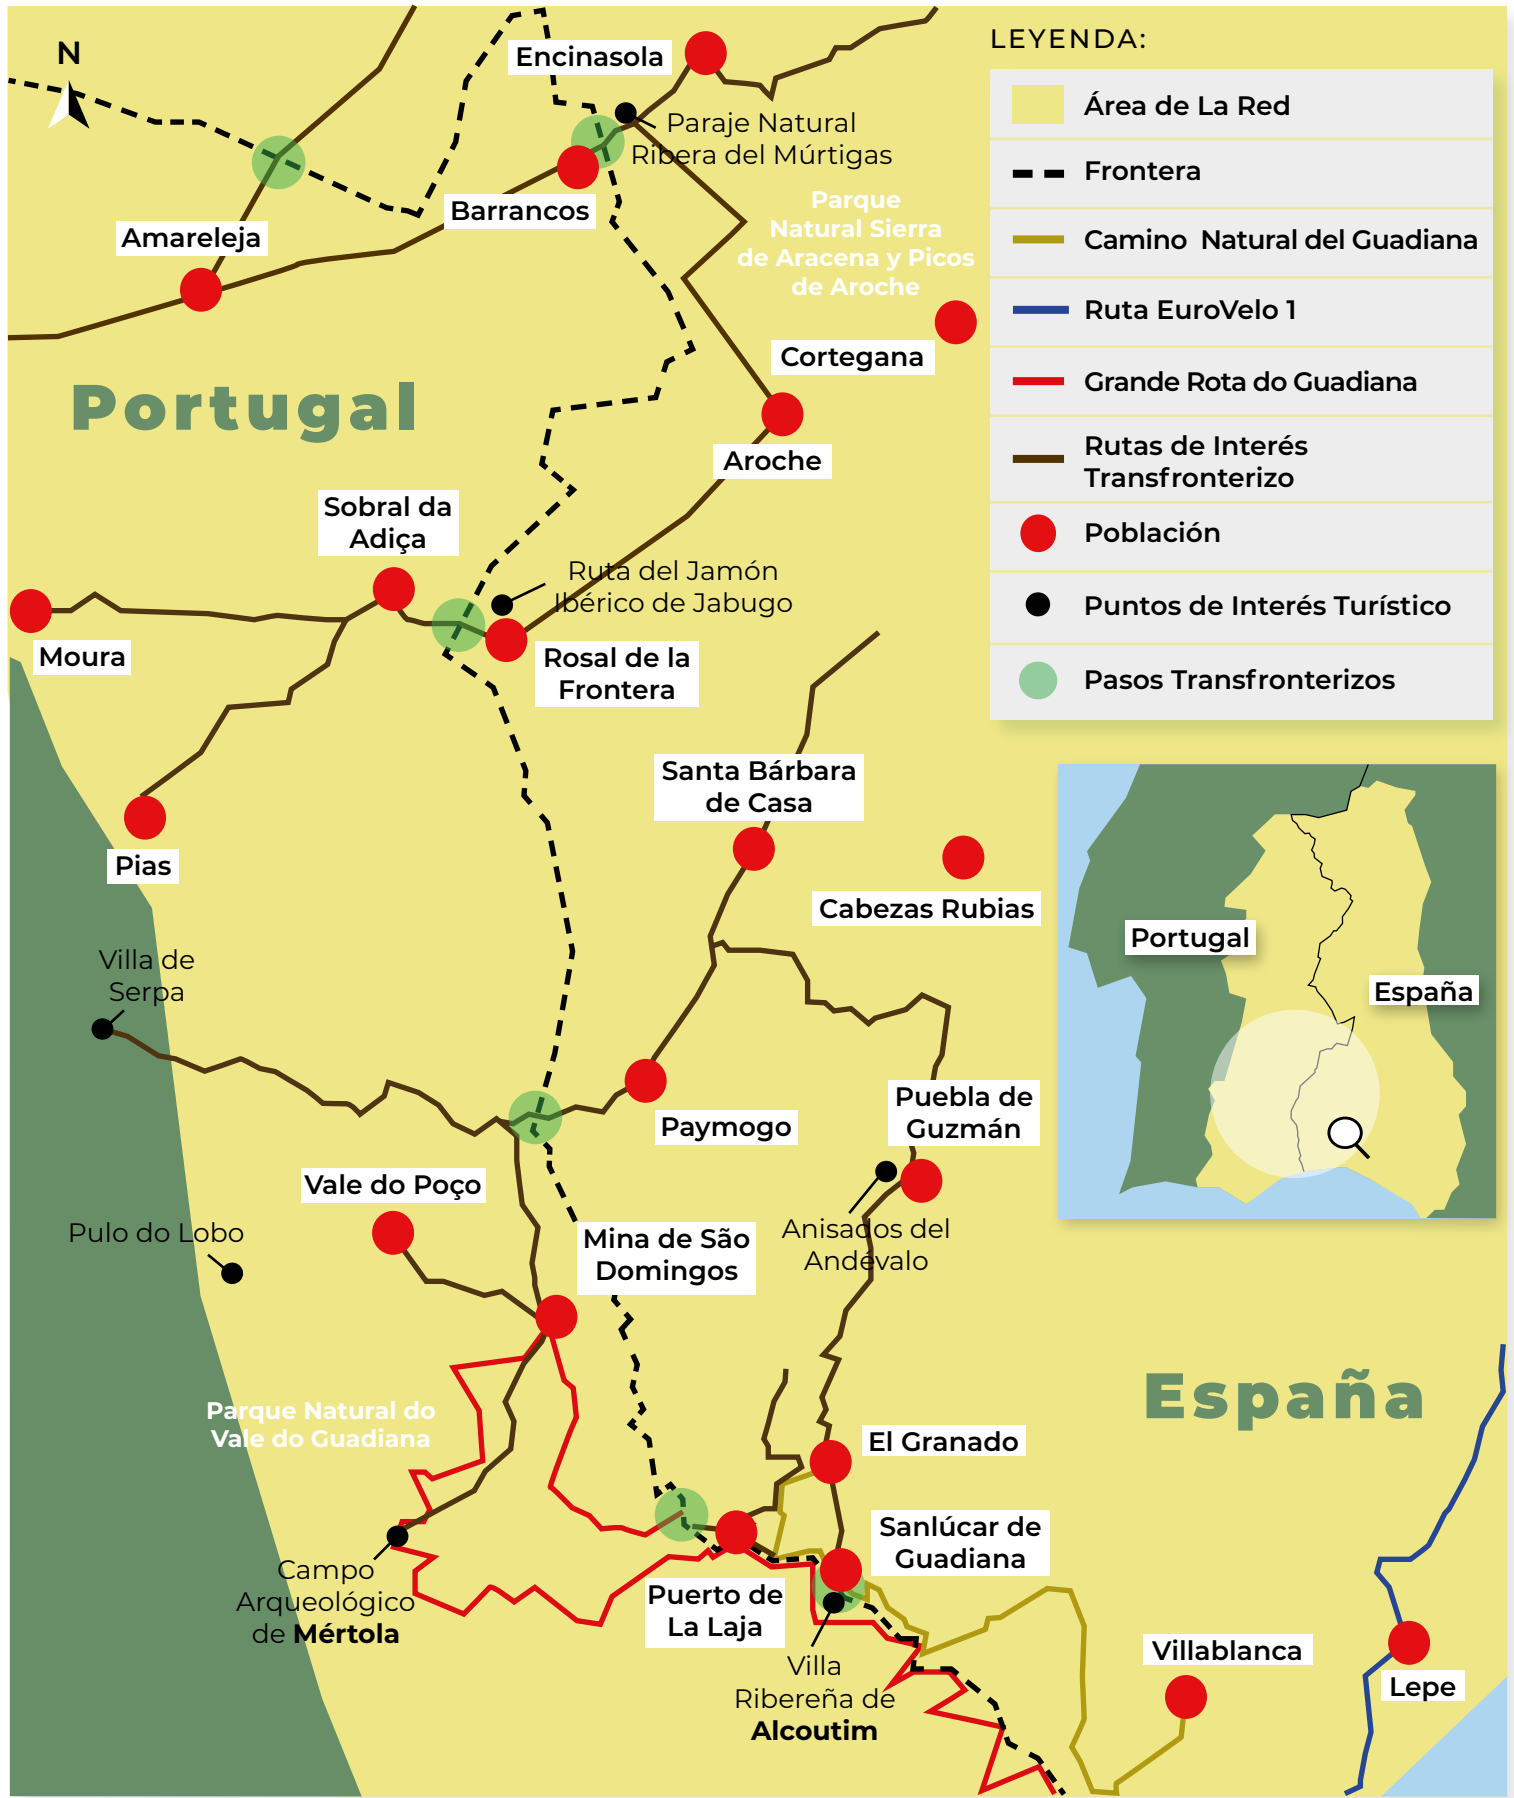 N
Encinasola
LEYENDA:
Área de La Red
Paraje Natural
Ribera del Múrtigas
Frontera
Parque
Natural Sierra
de Aracena y Picos
de Aroche
Barrancos
Amareleja
Camino Natural del Guadiana
Ruta EuroVelo 1
Cortegana
Grande Rota do Guadiana
Portugal
Aroche
Rutas de Interés
Transfronterizo
Sobral da
Adiça
Población
Ruta del Jamón
Ibérico de Jabugo
Puntos de Interés Turístico
Moura
Rosal de la
Frontera
Pasos Transfronterizos
Santa Bárbara
de Casa
Pias
Cabezas Rubias
Portugal
España
Villa de
Serpa
Paymogo
Puebla de
Guzmán
Vale do Poço
Pulo do Lobo
Mina de São
Domingos
Anisados del
Andévalo
España
Parque Natural do
Vale do Guadiana
El Granado
Sanlúcar de
Guadiana
Campo
Arqueológico
de Mértola
Puerto de
La Laja
Villa
Ribereña de
Alcoutim
Villablanca
Lepe